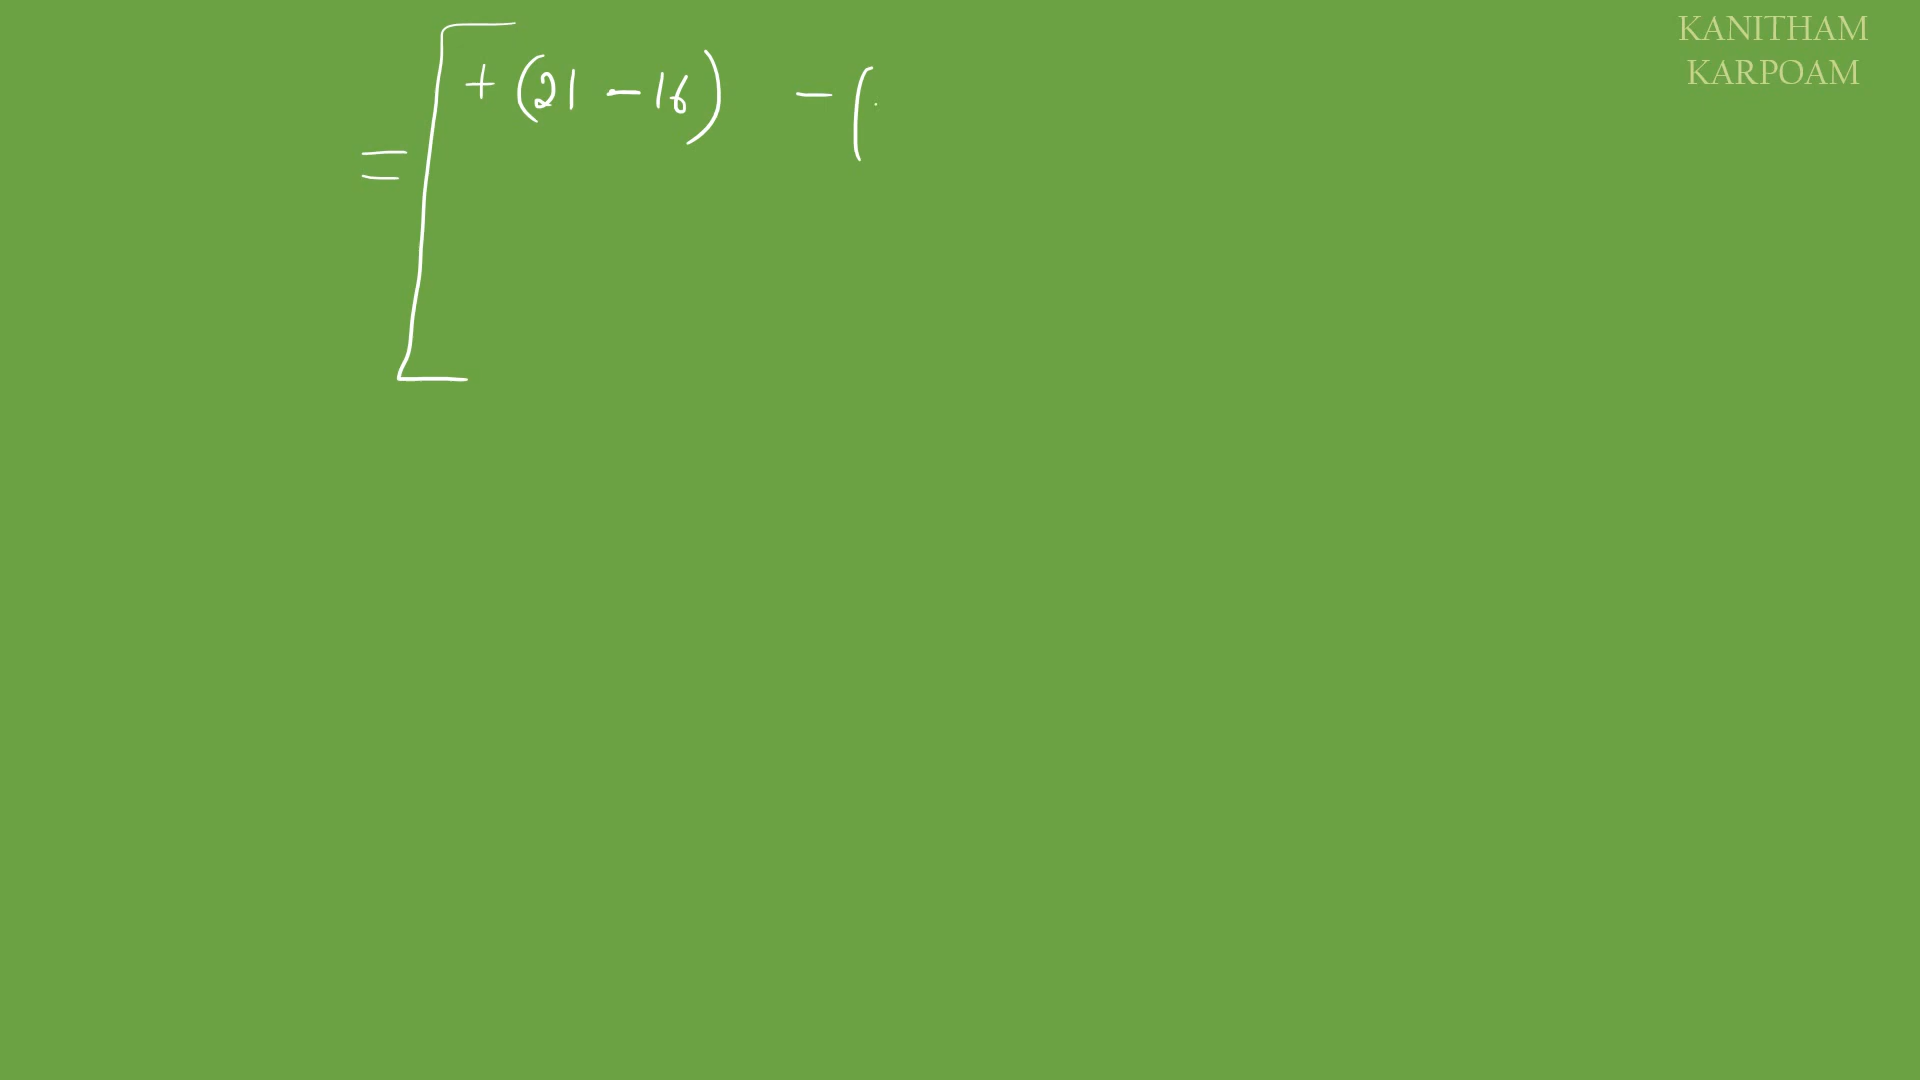 = [ + (21 - 16) - (
KANITHAM
KARPOAM